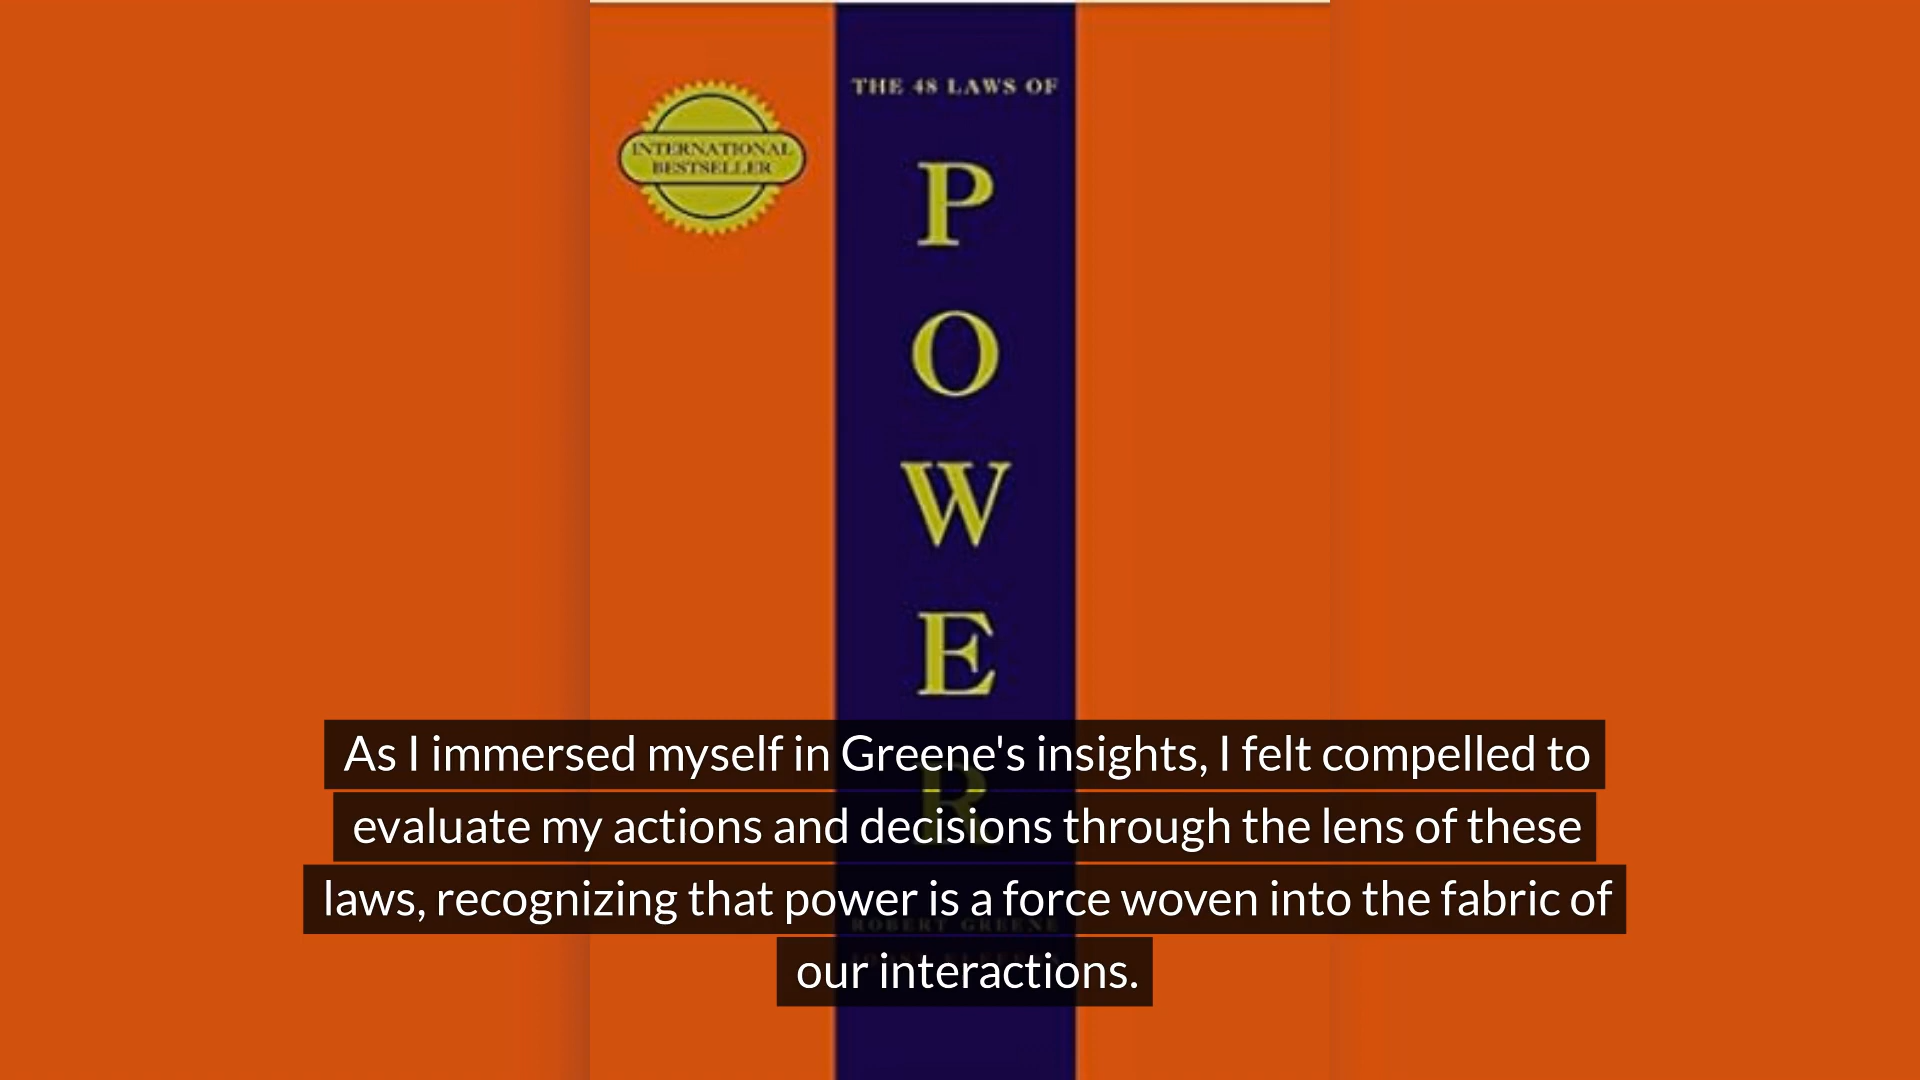 THE 48 LAWS OF
INTERNATIONAL
BESTSELLER
P
O
W
E
R
As I immersed myself in Greene's insights, I felt compelled to
evaluate my actions and decisions through the lens of these
laws, recognizing that power is a force woven into the fabric of
our interactions.
ROBERT GREENE